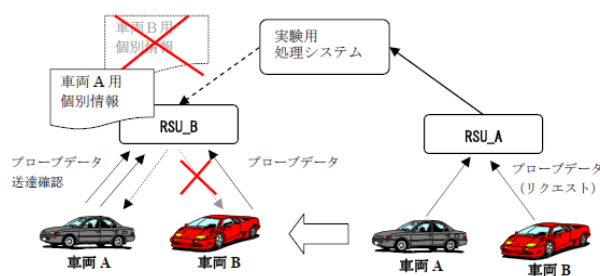 車両B用
個別情報
車両A用
個別情報
実験用
処理システム
RSU_B
RSU_A
プローブデータ
送達確認
プローブデータ
プローブデータ
(リクエスト)
車両A
車両B
車両A
車両B